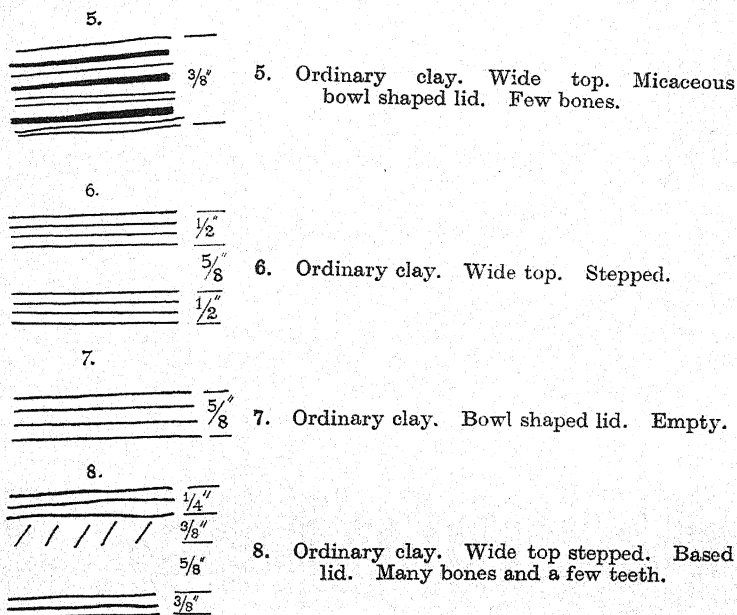 5.
3/8"
5. Ordinary clay. Wide top. Micaceous
bowl shaped lid. Few bones.
6.
1/2"
5/8"
1/2"
6. Ordinary clay. Wide top. Stepped.
7.
5/8"
7. Ordinary clay. Bowl shaped lid. Empty.
8.
1/4"
3/8"
5/8"
3/8"
8. Ordinary clay. Wide top stepped. Based
lid. Many bones and a few teeth.